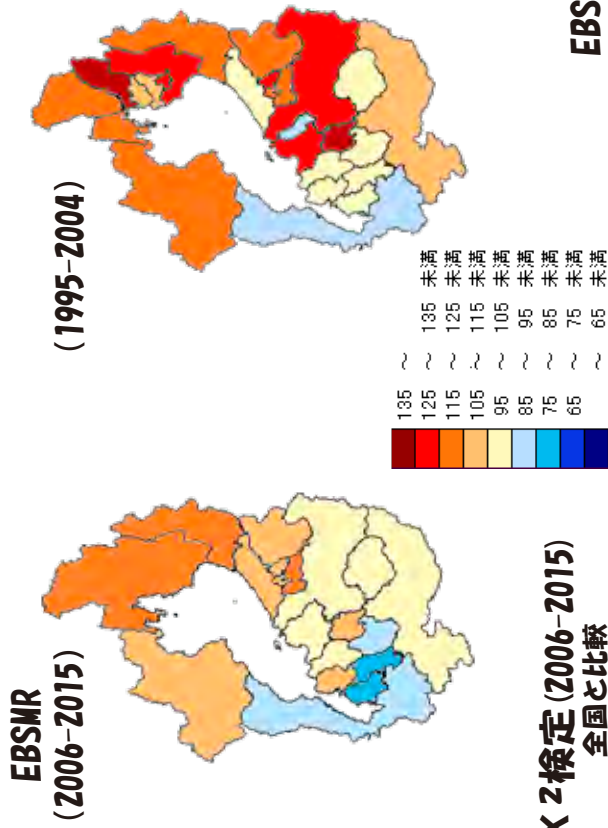 EBSMR
(2006-2015)
(1995-2004)
135 ～
125 ～ 135 未満
115 ～ 125 未満
105 ～ 115 未満
95 ～ 105 未満
85 ～ 95 未満
75 ～ 85 未満
65 ～ 75 未満
～ 65 未満
2検定(2006-2015)
全国と比較
EBS